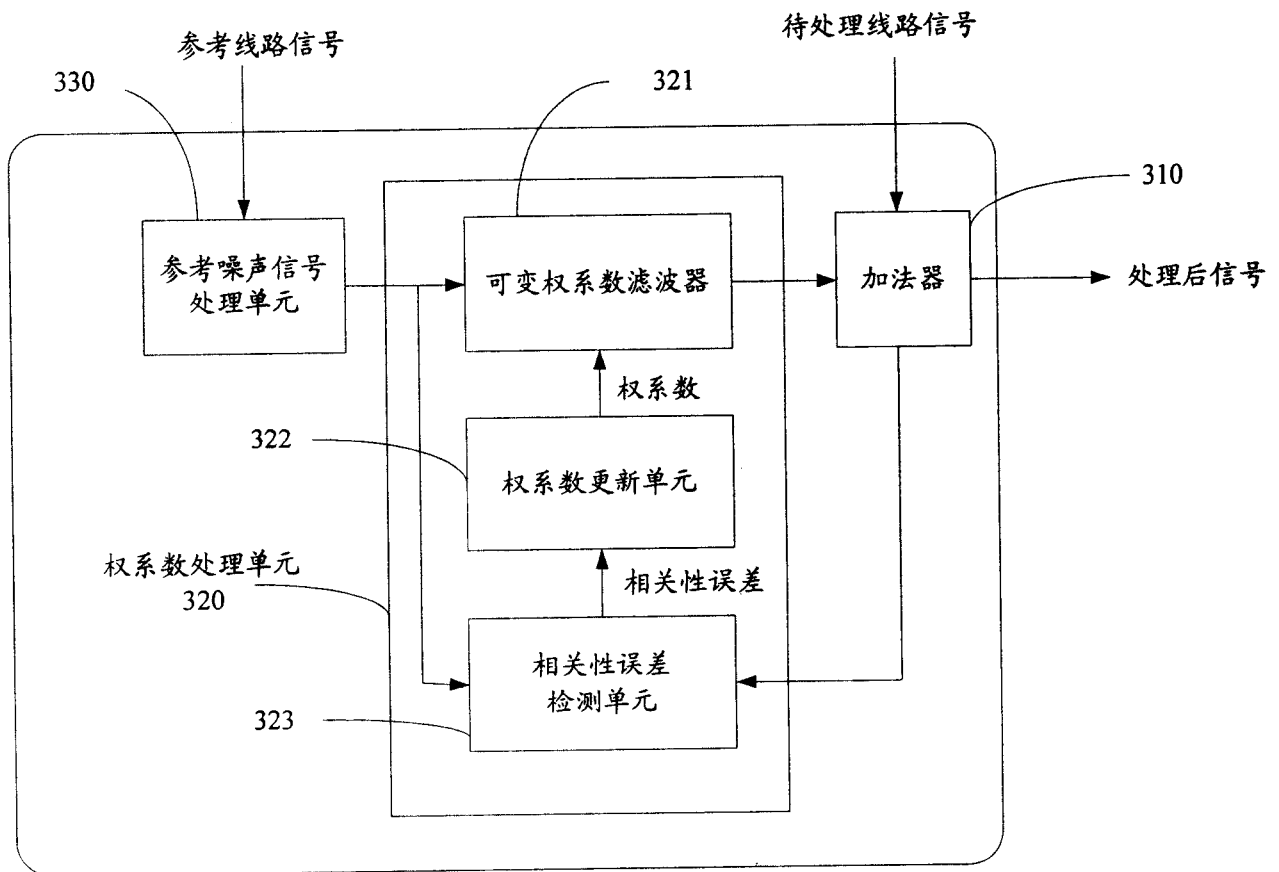 参考线路信号
待处理线路信号
330
321
310
参考噪声信号
处理单元
可变权系数滤波器
加法器
处理后信号
权系数
322
权系数更新单元
权系数处理单元
320
相关性误差
相关性误差
检测单元
323